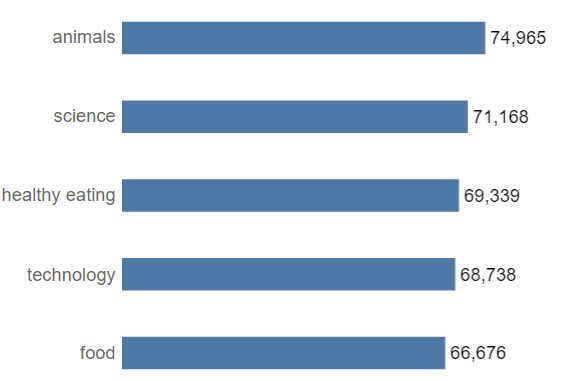 animals 74,965
science 71,168
healthy eating 69,339
technology 68,738
food 66,676